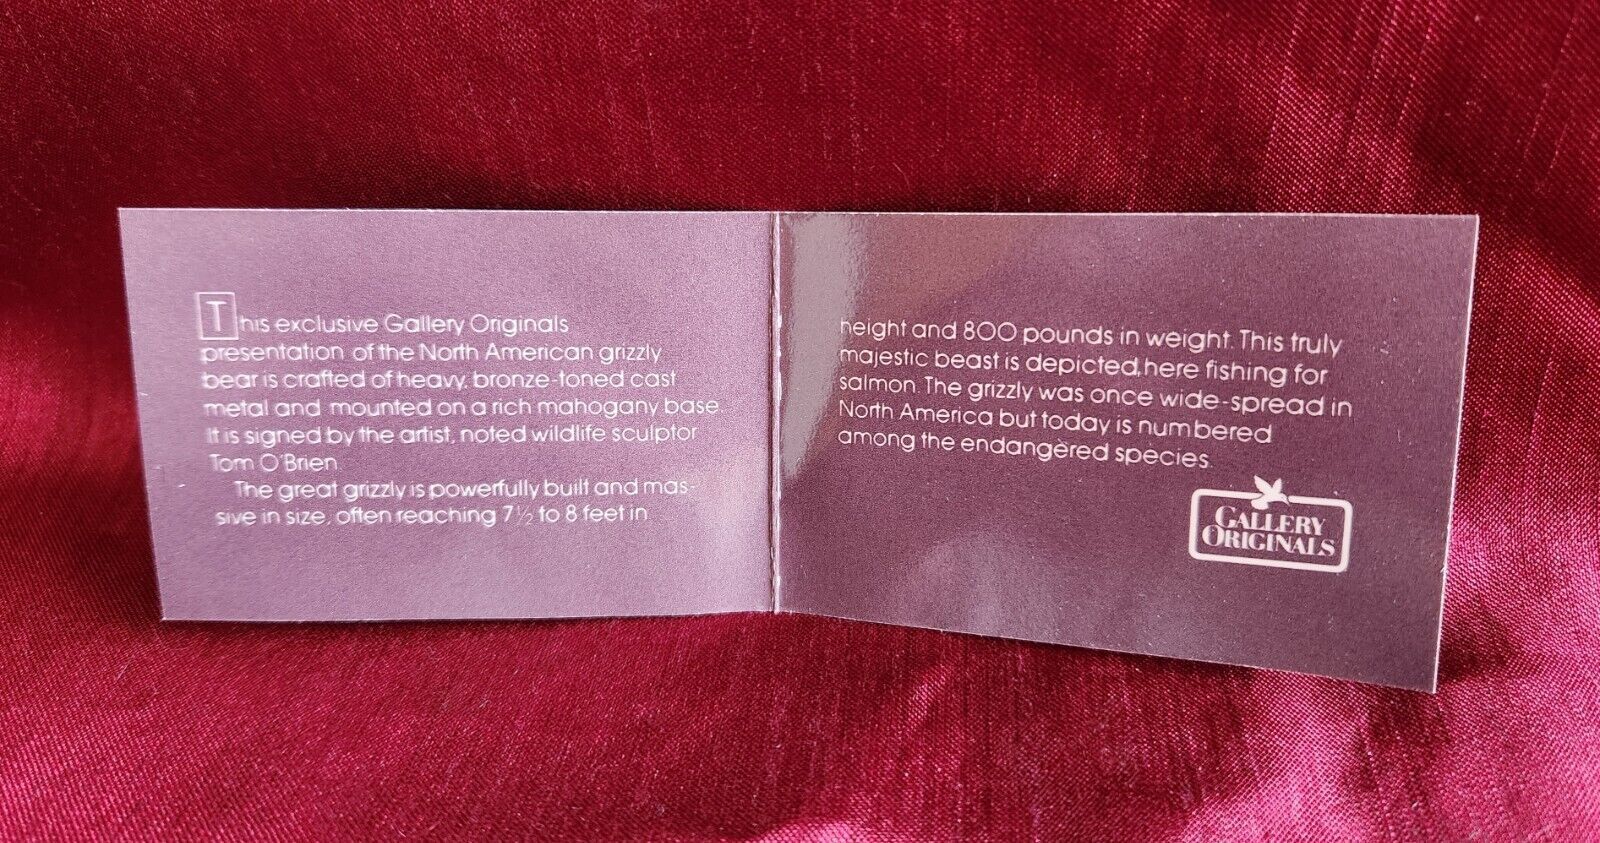 This exclusive Gallery Originals
presentation of the North American grizzly
bear is crafted of heavy, bronze-toned cast
metal and mounted on a rich mahogany base.
It is signed by the artist, noted wildlife sculptor
Tom O'Brien.
The great grizzly is powerfully built and mas-
sive in size, often reaching 7½ to 8 feet in
height and 800 pounds in weight. This truly
majestic beast is depicted here fishing for
salmon. The grizzly was once wide-spread in
North America but today is numbered
among the endangered species.
GALLERY
ORIGINALS